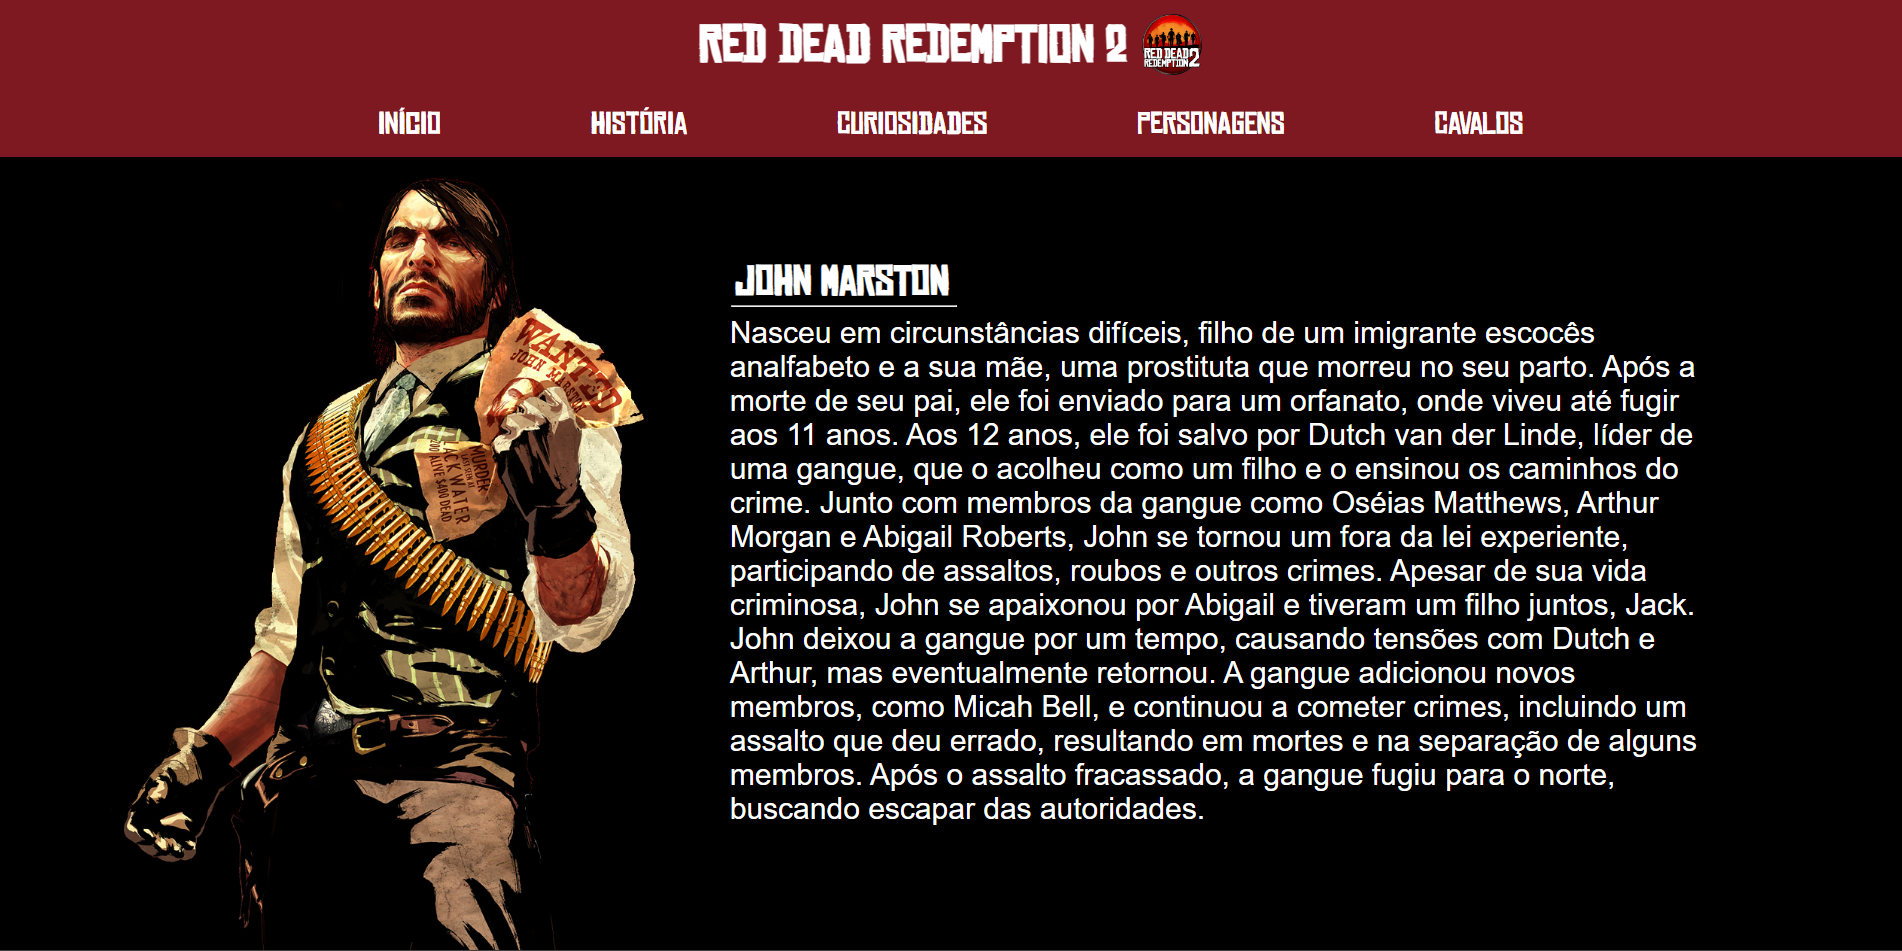 RED DEAD REDEMPTION 2
RED DEAD
REDEMPTION 2
INÍCIO HISTÓRIA CURIOSIDADES PERSONAGENS CAVALOS
WANTED
JOHN MARSTON
MURDER
BLACKWATER
JOHN MARSTON
Nasceu em circunstâncias difíceis, filho de um imigrante escocês
analfabeto e a sua mãe, uma prostituta que morreu no seu parto. Após a
morte de seu pai, ele foi enviado para um orfanato, onde viveu até fugir
aos 11 anos. Aos 12 anos, ele foi salvo por Dutch van der Linde, líder de
uma gangue, que o acolheu como um filho e o ensinou os caminhos do
crime. Junto com membros da gangue como Oséias Matthews, Arthur
Morgan e Abigail Roberts, John se tornou um fora da lei experiente,
participando de assaltos, roubos e outros crimes. Apesar de sua vida
criminosa, John se apaixonou por Abigail e tiveram um filho juntos, Jack.
John deixou a gangue por um tempo, causando tensões com Dutch e
Arthur, mas eventualmente retornou. A gangue adicionou novos
membros, como Micah Bell, e continuou a cometer crimes, incluindo um
assalto que deu errado, resultando em mortes e na separação de alguns
membros. Após o assalto fracassado, a gangue fugiu para o norte,
buscando escapar das autoridades.